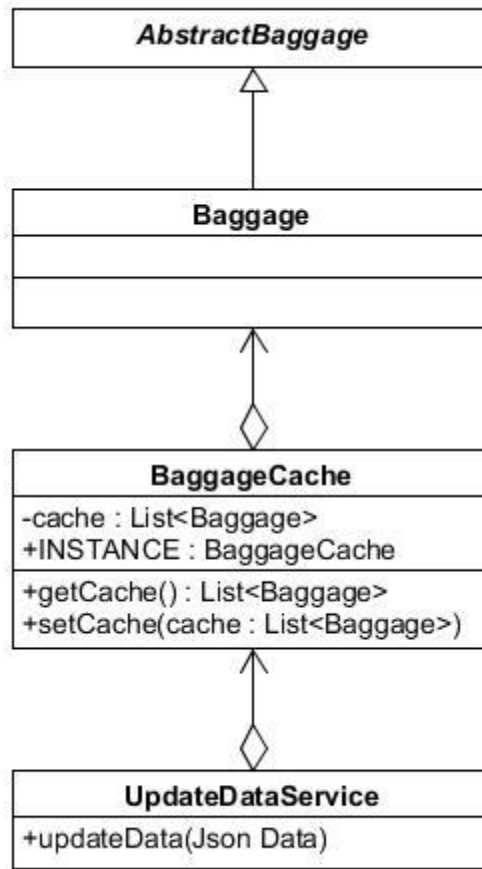 AbstractBaggage
Baggage
BaggageCache
-cache : List<Baggage>
+INSTANCE : BaggageCache
+getCache() : List<Baggage>
+setCache(cache : List<Baggage>)
UpdateDataService
+updateData(Json Data)